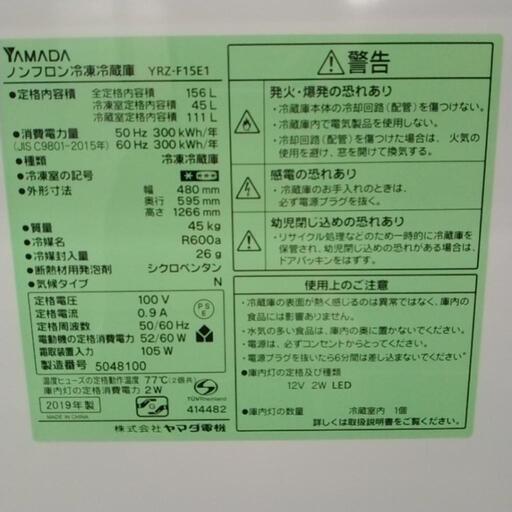 YAMADA
ノンフロン冷凍冷蔵庫 YRZ-F15E1
●定格内容積 全定格内容積 156 L
冷凍室定格内容積 45 L
冷蔵室定格内容積 111 L
●消費電力量 50 Hz 300 kWh/年
(JIS C9801-2015年) 60 Hz 300 kWh/年
●種類 冷凍冷蔵庫
●冷凍室の記号
●外形寸法 幅 480 mm
奥行 595 mm
高さ 1266 mm
●質量 45 kg
●冷媒名 R600a
●冷媒封入量 26 g
●断熱材用発泡剤 シクロペンタン
●気候タイプ N
定格電圧 100 V
定格電流 0.9 A
定格周波数 50/60 Hz
電動機の定格消費電力 52/60 W
霜取装置入力 105 W
製造番号 5048100
PS
E
温度ヒューズの定格動作温度 77℃(2個共)
庫内灯の定格消費電力 2W
2019年製
MADE IN CHINA
TÜVRheinland
414482
株式会社 ヤマダ電機
警告
発火・爆発の恐れあり
・冷蔵庫本体の冷却回路(配管)を傷つけない。
・冷蔵庫内で電気製品を使用しない。
・冷却回路(配管)を傷つけた場合は、火気の
使用を避け、窓を開けて換気する。
感電の恐れあり
・冷蔵庫のお手入れのときは、
必ず電源プラグを抜く。
幼児閉じ込めの恐れあり
・リサイクル処理などのため一時的に冷蔵庫を
保管され、幼児閉じ込めの恐れがある場合には、
ドアパッキンをはずす。
使用上のご注意
・冷蔵庫の表面が熱く感じるのは異常ではなく、庫内の
食品には影響ありません。
・水気の多い食品は、庫内の奥に置かないでください。
・電源は、必ずコンセントからとってください。
・電源プラグを抜いたら6分間は差し込まないでください。
●庫内灯の定格及び種類
12V 2W LED
●庫内灯の数量 冷蔵室内 1個
詳しくは取扱説明書をご覧ください。